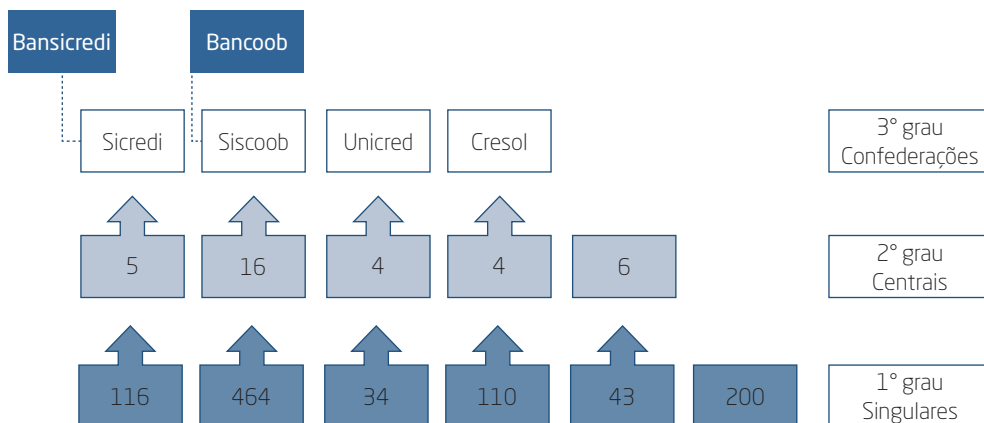 Bansicredi
Bancoob
Sicredi
Siscoob
Unicred
Cresol
3° grau
Confederações
5
16
4
4
6
2° grau
Centrais
116
464
34
110
43
200
1° grau
Singulares